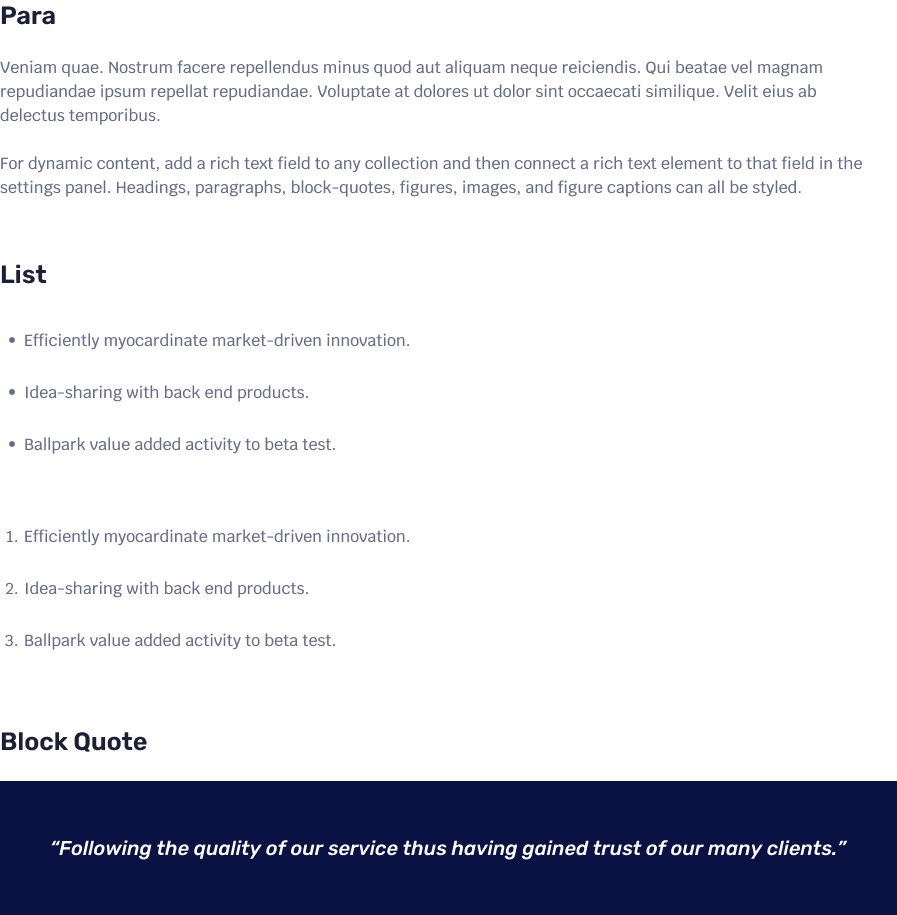 Para
Veniam quae. Nostrum facere repellendus minus quod aut aliquam neque reiciendis. Qui beatae vel magnam
repudiandae ipsum repellat repudiandae. Voluptate at dolores ut dolor sint occaecati similique. Velit eius ab
delectus temporibus.
For dynamic content, add a rich text field to any collection and then connect a rich text element to that field in the
settings panel. Headings, paragraphs, block-quotes, figures, images, and figure captions can all be styled.
List
• Efficiently myocardinate market-driven innovation.
• Idea-sharing with back end products.
• Ballpark value added activity to beta test.
1. Efficiently myocardinate market-driven innovation.
2. Idea-sharing with back end products.
3. Ballpark value added activity to beta test.
Block Quote
“Following the quality of our service thus having gained trust of our many clients.”